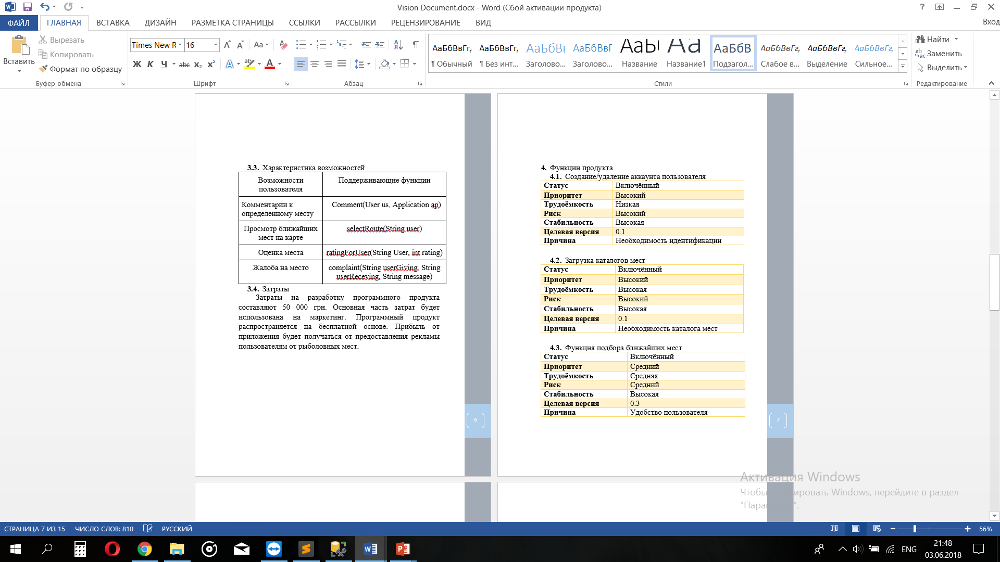 Vision Document.docx - Word (Сбой активации продукта)
ФАЙЛ ГЛАВНАЯ ВСТАВКА ДИЗАЙН РАЗМЕТКА СТРАНИЦЫ ССЫЛКИ РАССЫЛКИ РЕЦЕНЗИРОВАНИЕ ВИД Вход
Вставить
Вырезать
Копировать
Формат по образцу
Буфер обмена
Times New R 16
Ж К Ч abc x₂ x²
Шрифт
Абзац
АаБбВвГг, АаБбВвГг, АаБбВ АаБбВвГ АаЬ Аа АаБбВ АаБбВвГг, АаБбВвГг, АаБбВвГг,
¶ Обычный ¶ Без инт... Заголово... Заголово... Название Название1 Подзагол... Слабое в... Выделение Сильное...
Стили
Найти
Заменить
Выделить
Редактирование
3.3. Характеристика возможностей
Возможности Поддерживающие функции
пользователя
Комментарии к Comment(User us, Application ap)
определенному месту
Просмотр ближайших selectRoute(String user)
мест на карте
Оценка места ratingForUser(String User, int rating)
Жалоба на место complaint(String userGiving, String
userReceving, String message)
3.4. Затраты
Затраты на разработку программного продукта
составляют 50 000 грн. Основная часть затрат будет
использована на маркетинг. Программный продукт
распространяется на бесплатной основе. Прибыль от
приложения будет получаться от предоставления рекламы
пользователям от рыболовных мест.
6
4. Функции продукта
4.1. Создание/удаление аккаунта пользователя
Статус Включённый
Приоритет Высокий
Трудоёмкость Низкая
Риск Высокий
Стабильность Высокая
Целевая версия 0.1
Причина Необходимость идентификации
4.2. Загрузка каталогов мест
Статус Включённый
Приоритет Высокий
Трудоёмкость Высокая
Риск Высокий
Стабильность Высокая
Целевая версия 0.1
Причина Необходимость каталога мест
4.3. Функция подбора ближайших мест
Статус Включённый
Приоритет Средний
Трудоёмкость Средняя
Риск Средний
Стабильность Высокая
Целевая версия 0.3
Причина Удобство пользователя
7
Активация Windows
Чтобы активировать Windows, перейдите в раздел
"Параметры".
СТРАНИЦА 7 ИЗ 15 ЧИСЛО СЛОВ: 810 РУССКИЙ 56%
ENG 21:48
03.06.2018